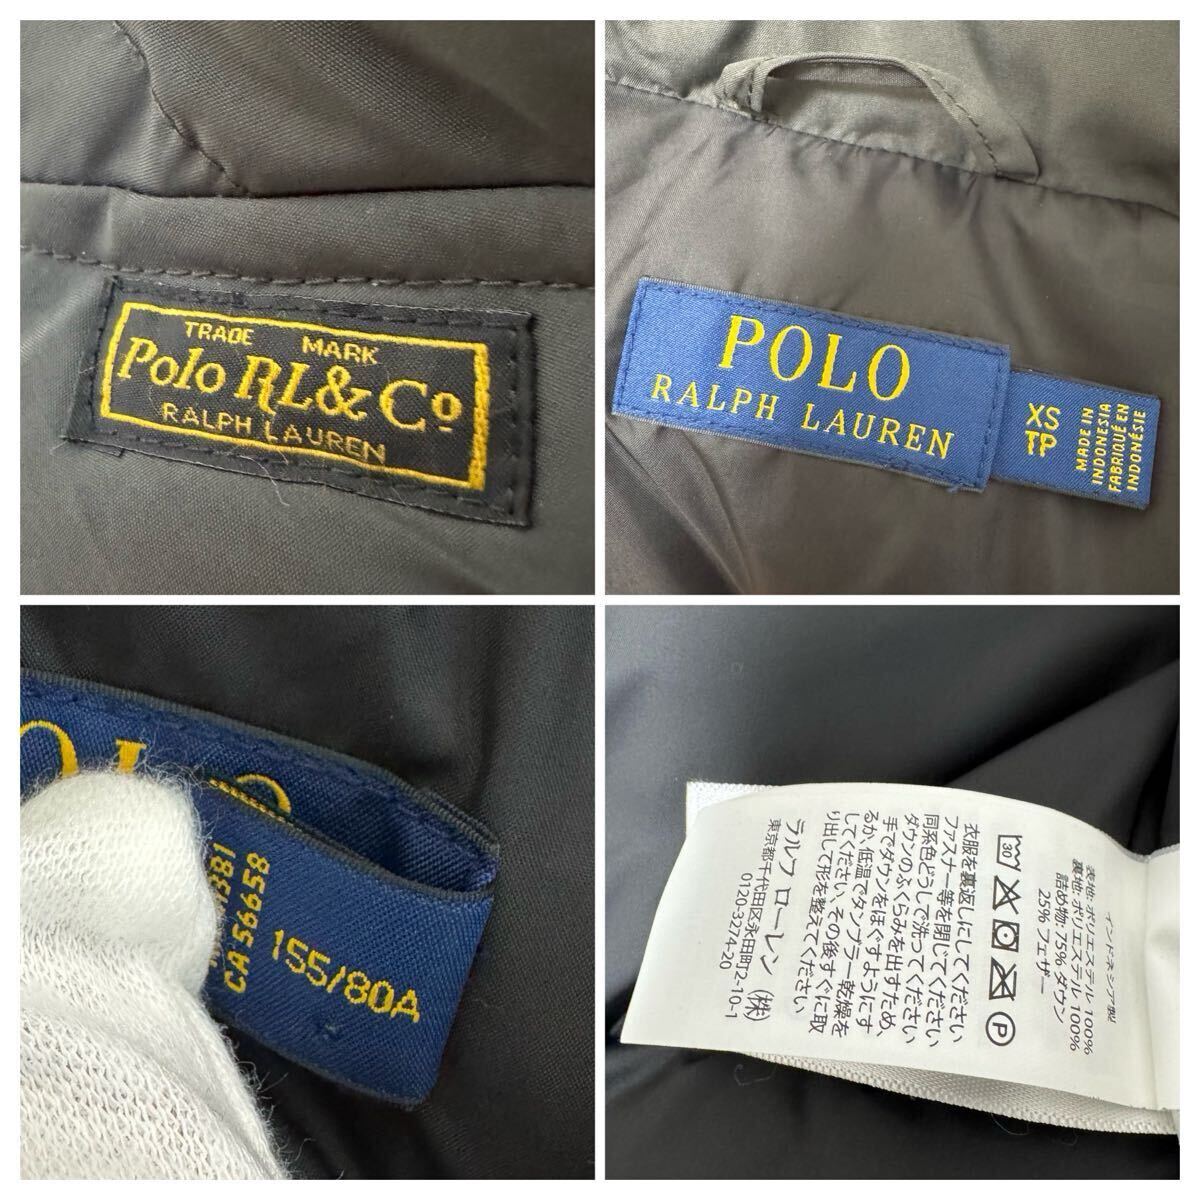 TRADE MARK
Polo RL&Co
RALPH LAUREN
POLO
RALPH LAUREN
XS
TP
MADE IN
INDONESIA
FABRIQUÉ EN
INDONÉSIE
CA 56658
155/80A
インドネシア製
表地: ポリエステル 100%
裏地: ポリエステル 100%
詰め物: 75% ダウン
25% フェザー
30
P
衣服を裏返しにしてください
ファスナー等を閉じてください
同系色どうしで洗ってください
ダウンのふくらみを出すため、
手でダウンをほぐすようにす
るか、低温でタンブラー乾燥を
してください、その後すぐに取
り出して形を整えてください
ラルフ ローレン (株)
東京都千代田区永田町2-10-1
0120-3274-20